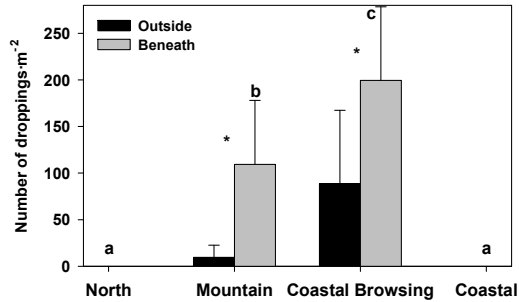 Number of droppings·m-2
250
200
150
100
50
0
Outside
Beneath
a
*
b
*
c
a
North Mountain Coastal Browsing Coastal